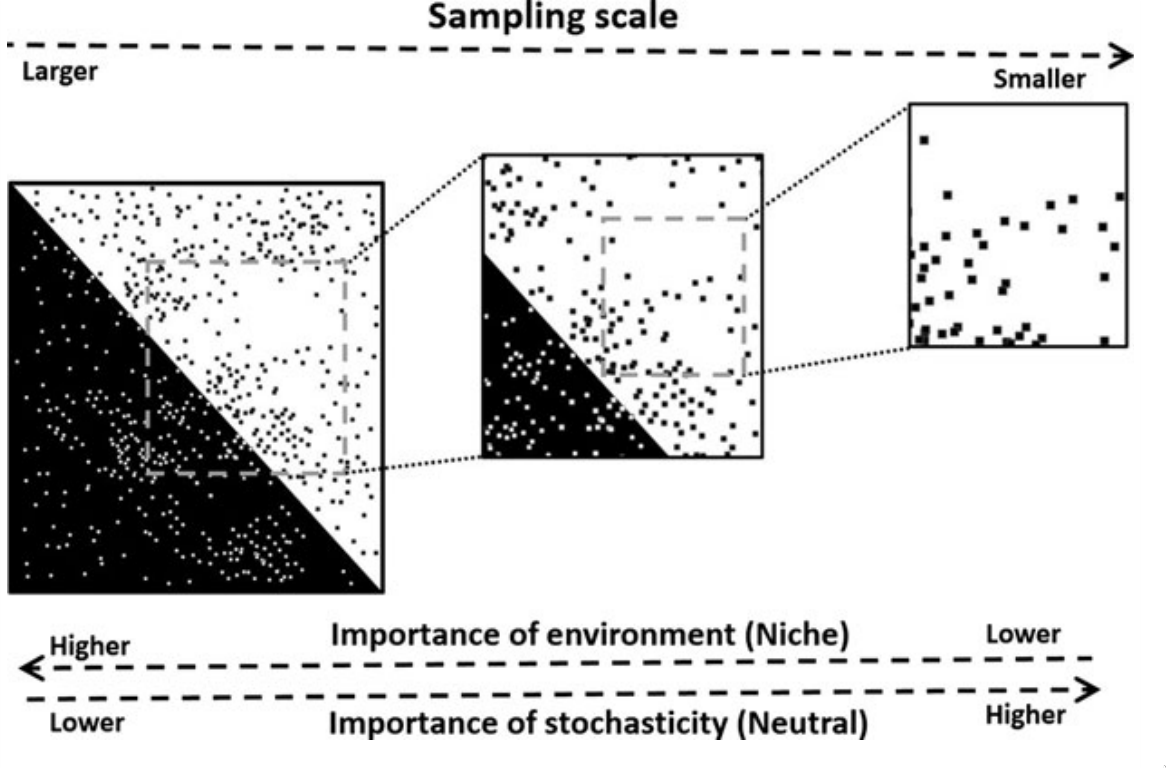 Sampling scale
Larger
Smaller
Higher
Importance of environment (Niche)
Lower
Lower
Importance of stochasticity (Neutral)
Higher